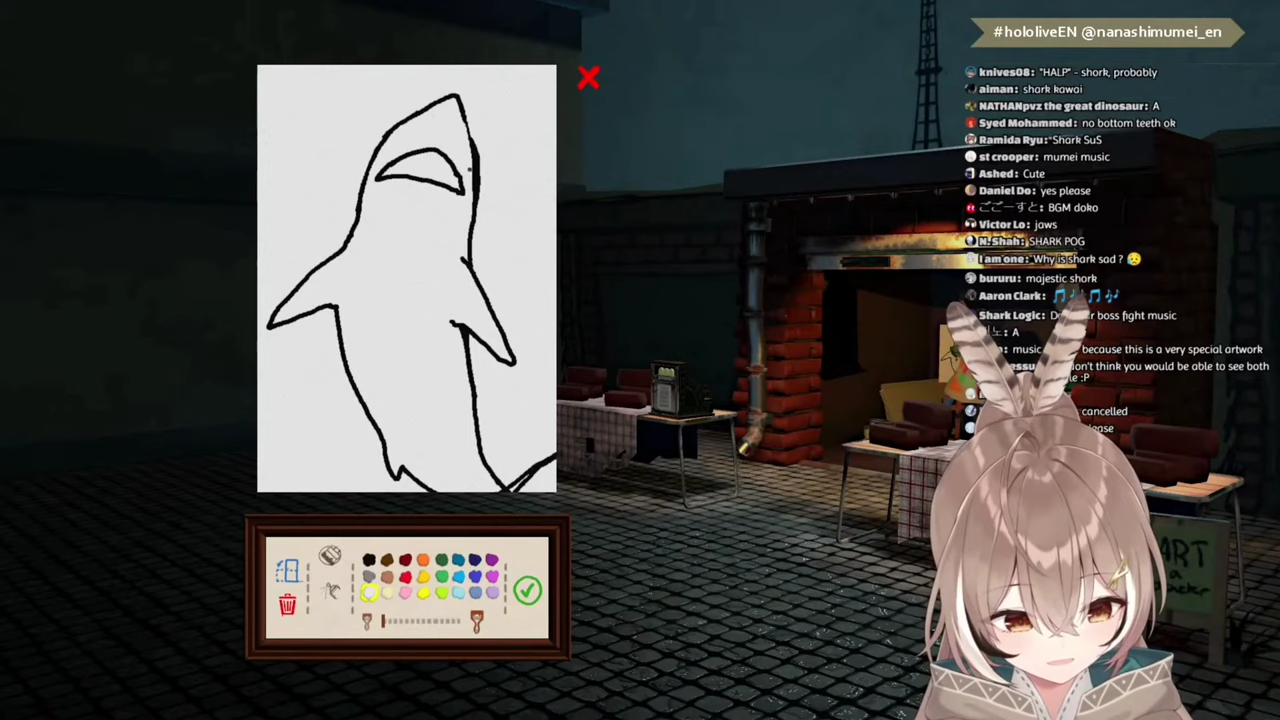 #hololiveEN @nanashimumei_en
knives08: "HALP" - shork, probably
aiman: shark kawai
NATHANpvz the great dinosaur: A
Syed Mohammed: no bottom teeth ok
Ramida Ryu: "Shark SuS
st crooper: mumei music
Ashed: Cute
Daniel Do: yes please
ごごーすと: BGM doko
Victor Lo: jaws
N. Shah: SHARK POG
I am one: Why is shark sad ? 😥
bururu: majestic shork
Aaron Clark: 🎵🎶🎵🎶
Shark Logic: boss fight music
A
music because this is a very special artwork
don't think you would be able to see both
:P
cancelled
ART
a